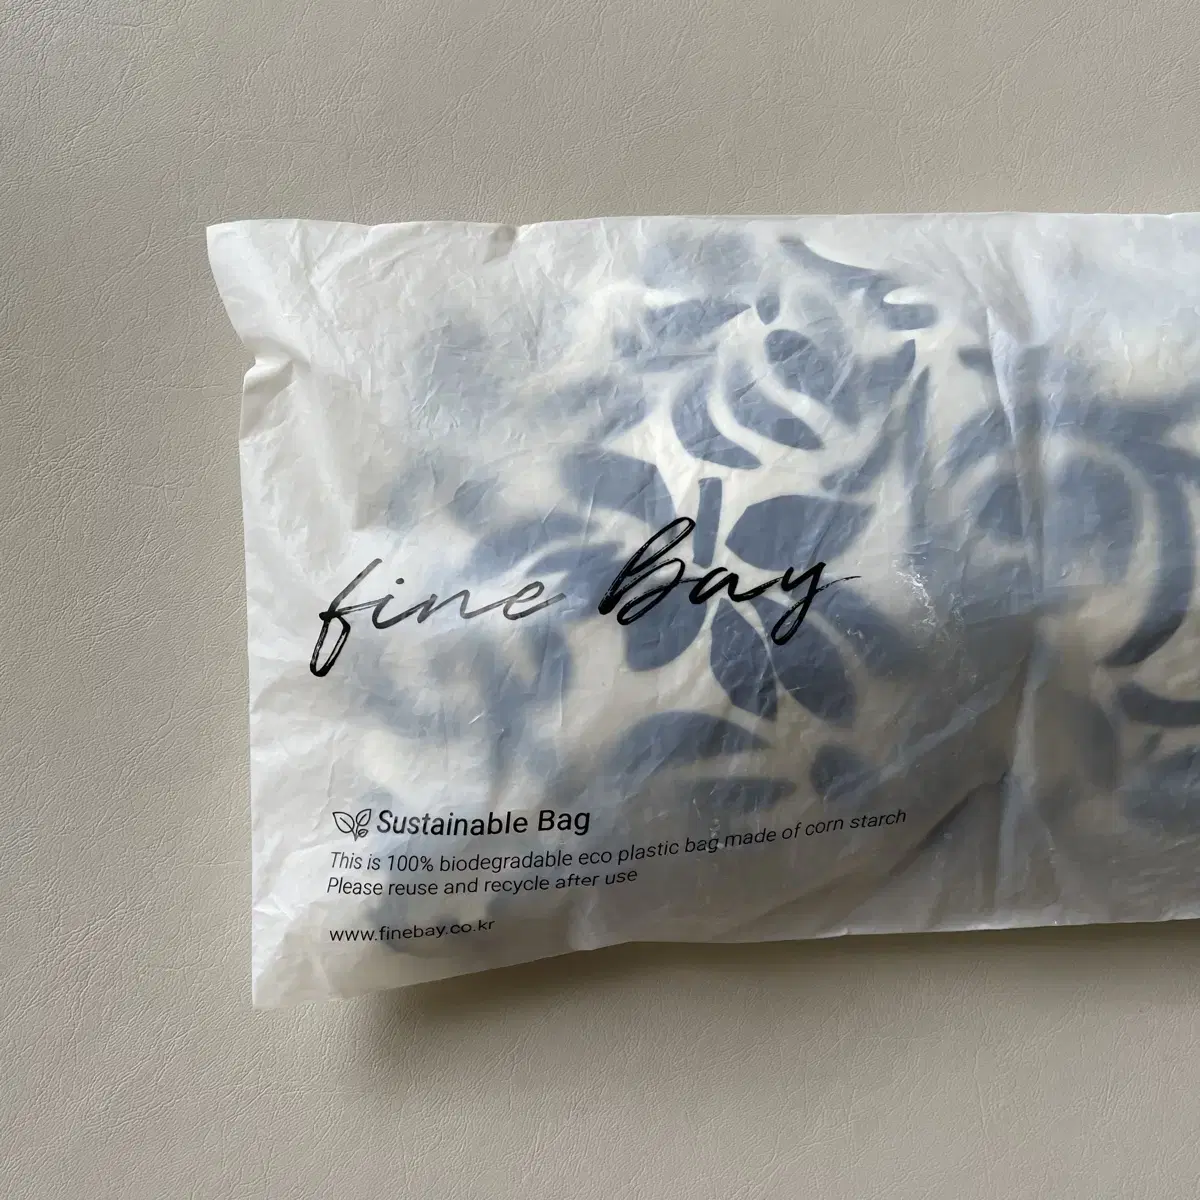 fine bay
Sustainable Bag
This is 100% biodegradable eco plastic bag made of corn starch
Please reuse and recycle after use
www.finebay.co.kr